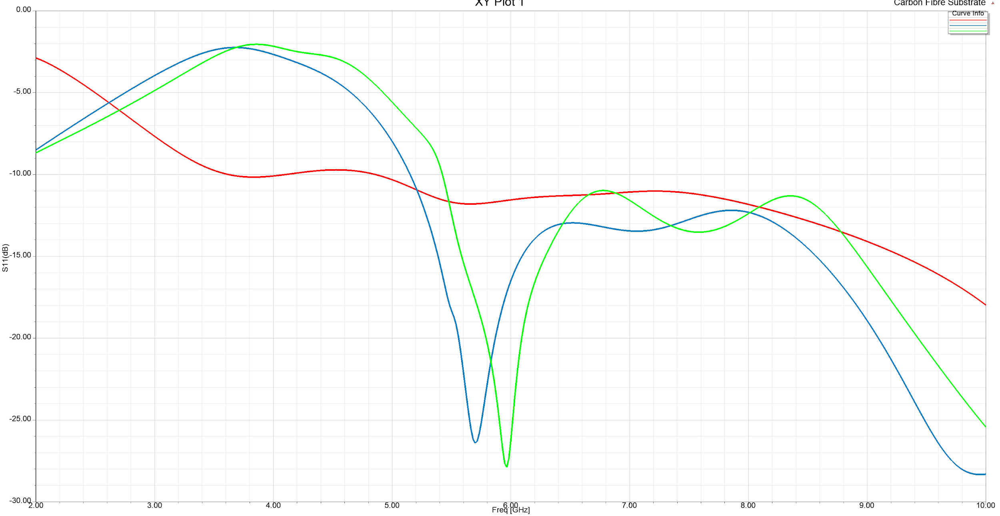 XY Plot 1
Carbon Fibre Substrate
Curve Info
0.00
-5.00
-10.00
-15.00
-20.00
-25.00
-30.00
S11(dB)
2.00 3.00 4.00 5.00 6.00 7.00 8.00 9.00 10.00
Freq [GHz]